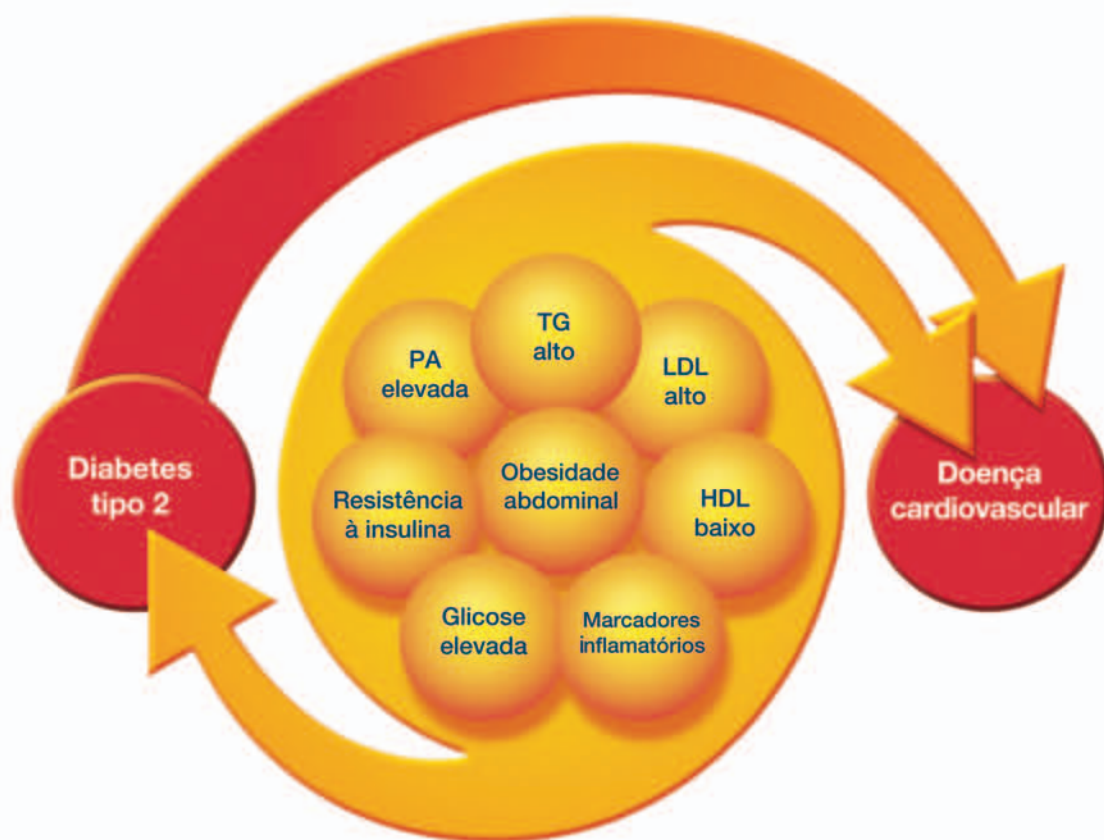 TG
alto
PA
elevada
LDL
alto
Diabetes
tipo 2
Resistência
à insulina
Obesidade
abdominal
HDL
baixo
Doença
cardiovascular
Glicose
elevada
Marcadores
inflamatórios